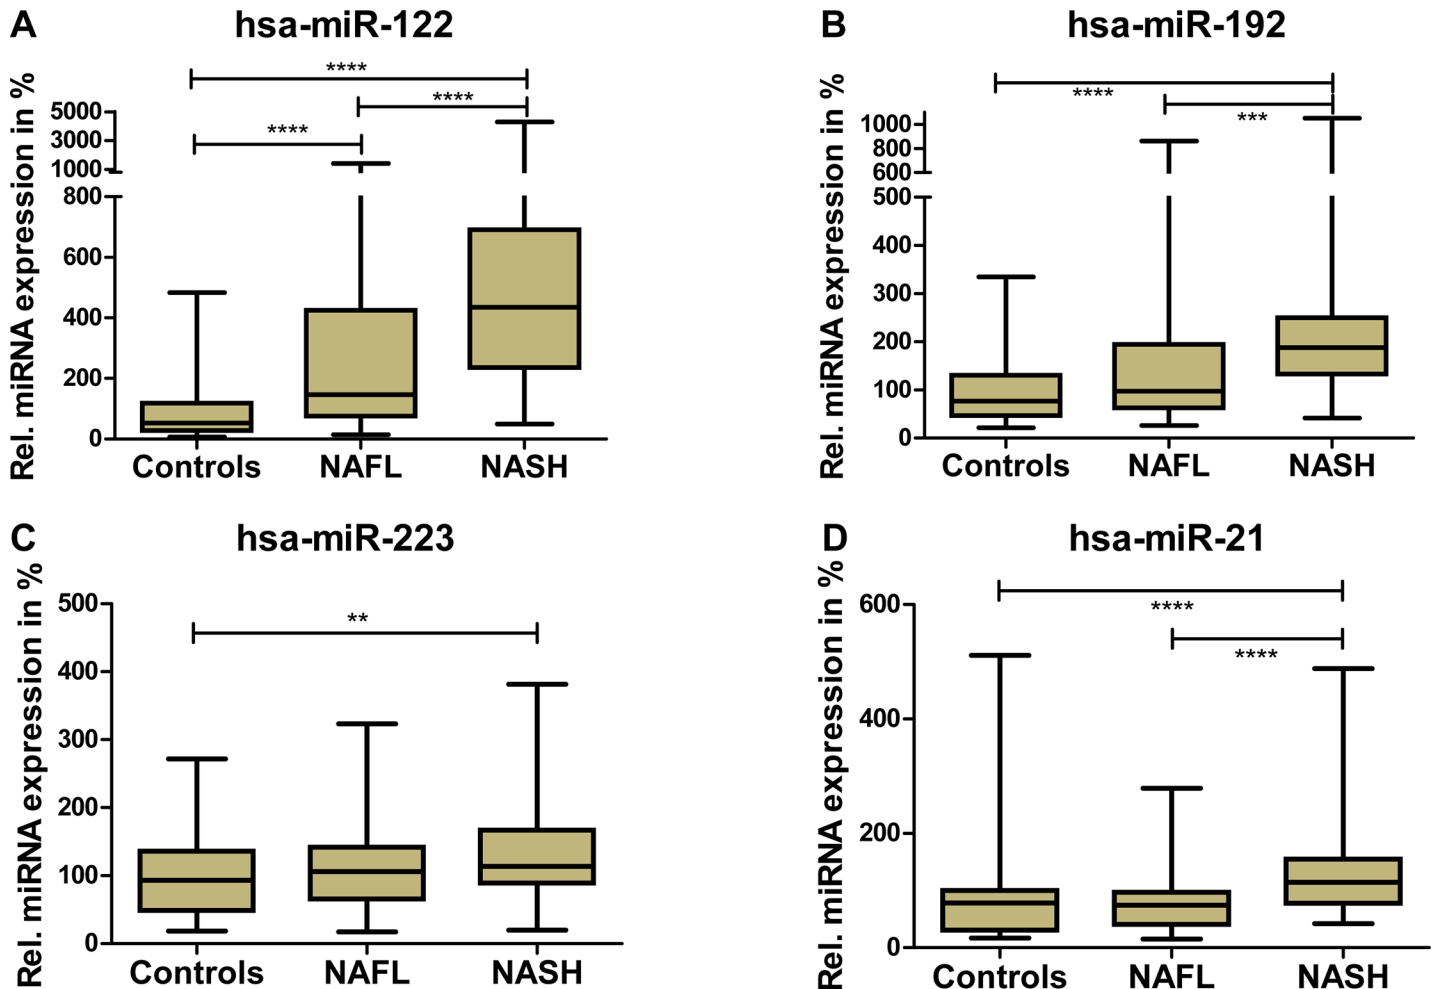 A hsa-miR-122
Rel. miRNA expression in %
5000
3000
1000
800
600
400
200
0
****
****
****
Controls NAFL NASH
B hsa-miR-192
Rel. miRNA expression in %
1000
800
600
500
400
300
200
100
0
****
***
Controls NAFL NASH
C hsa-miR-223
Rel. miRNA expression in %
500
400
300
200
100
0
**
Controls NAFL NASH
D hsa-miR-21
Rel. miRNA expression in %
600
400
200
0
****
****
Controls NAFL NASH